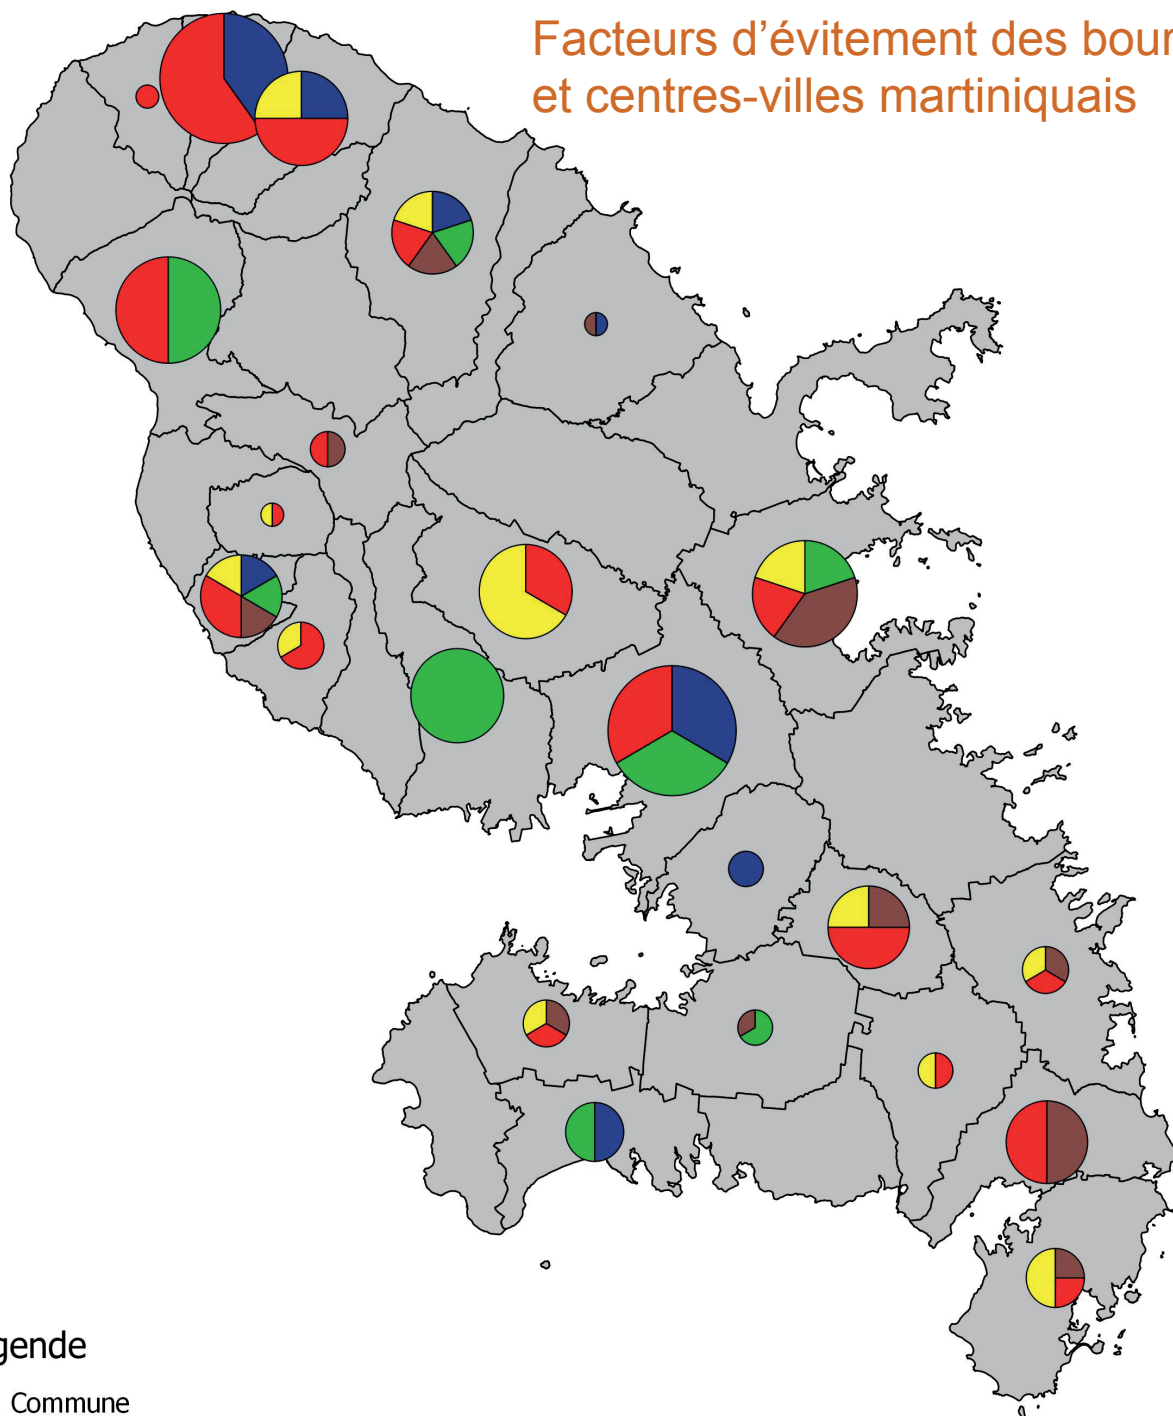 Facteurs d’évitement des bour
et centres-villes martiniquais
gende
Commune